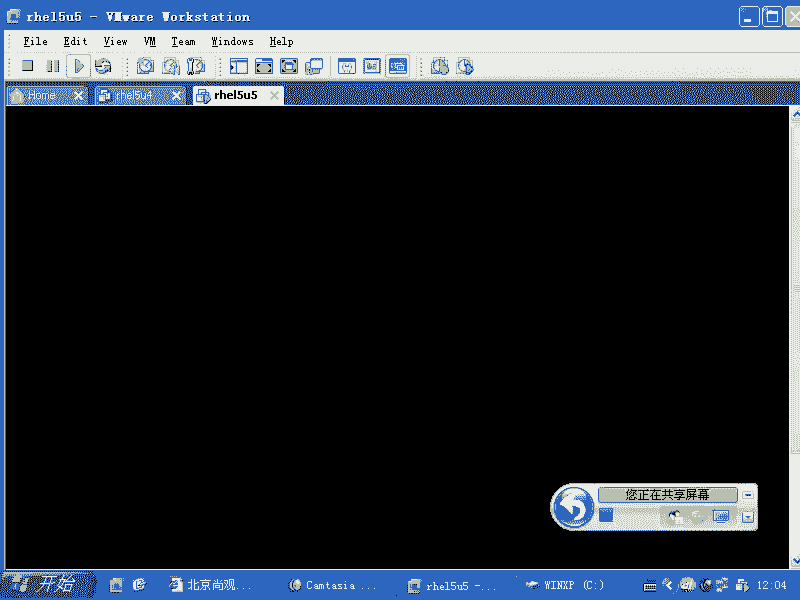 rhel5u5 - VMware Workstation
File Edit View VM Team Windows Help
Home rhel5u4 rhel5u5
您正在共享屏幕
开始 北京尚观... Camtasia ... rhel5u5 -... WINXP (C:) 12:04